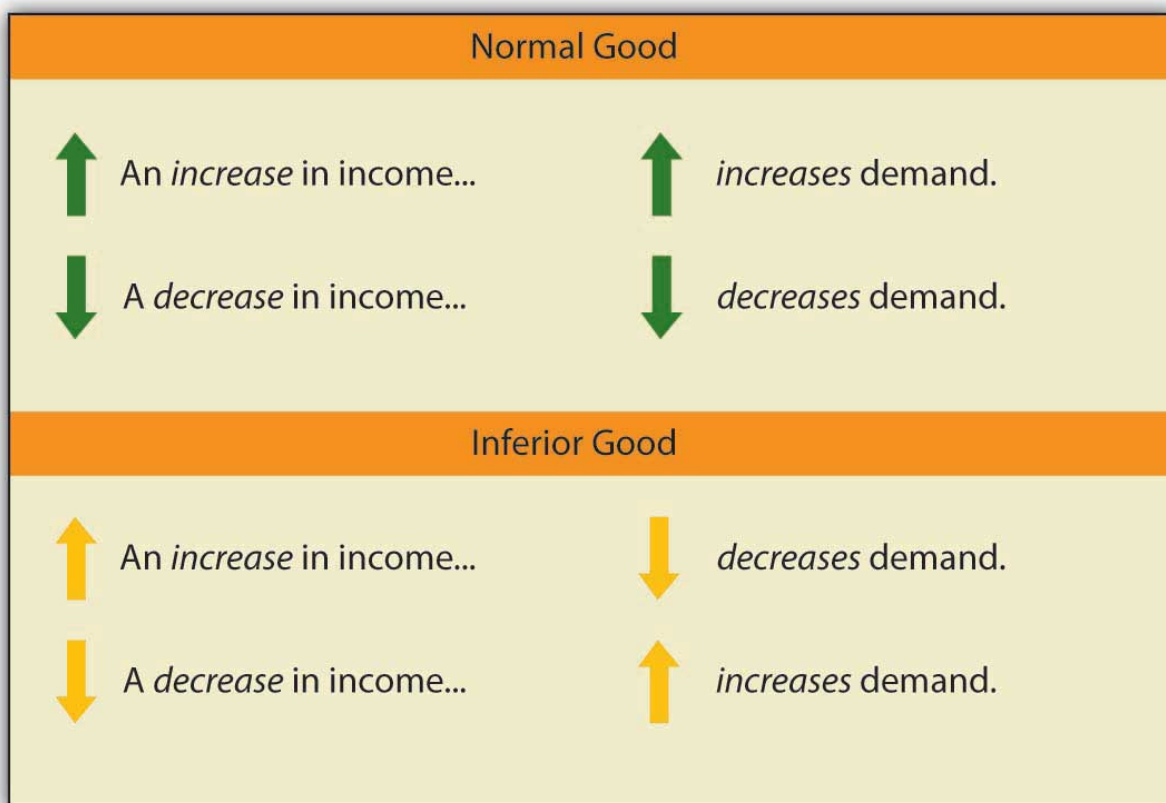 Normal Good
An increase in income... increases demand.
A decrease in income... decreases demand.
Inferior Good
An increase in income... decreases demand.
A decrease in income... increases demand.